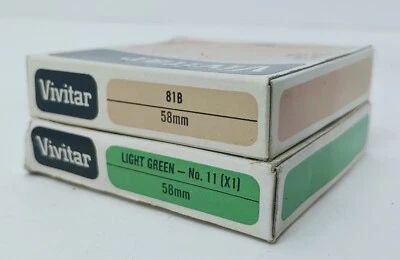 Vivitar
81B
58mm
Vivitar
LIGHT GREEN – No. 11 (X1)
58mm